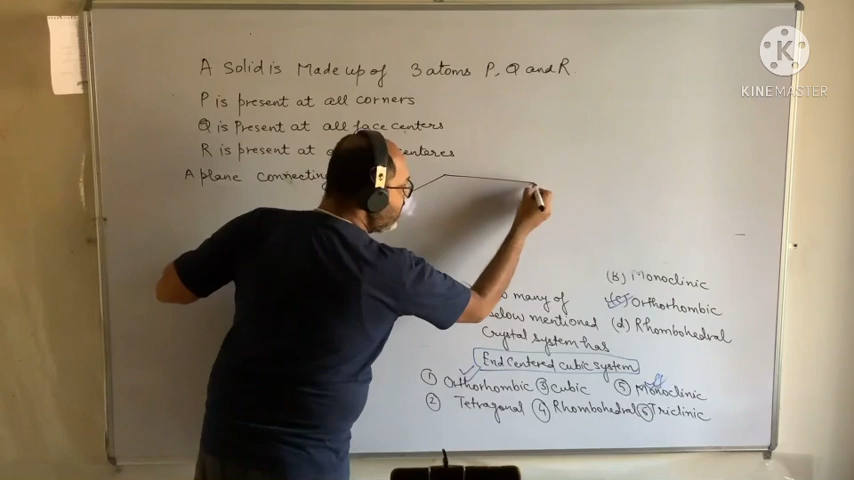 A Solid is Made up of 3 atoms P, Q and R
P is present at all corners
Q is Present at all face centers
R is present at centeres
A plane connecting
KINEMASTER
(b) Monoclinic
(c) Orthorhombic
(d) Rhombohedral
many of
below mentioned
Crystal system has
End Centered cubic system
① Orthorhombic ③ Cubic ⑤ Monoclinic
② Tetragonal ④ Rhombohedral ⑥ Triclinic